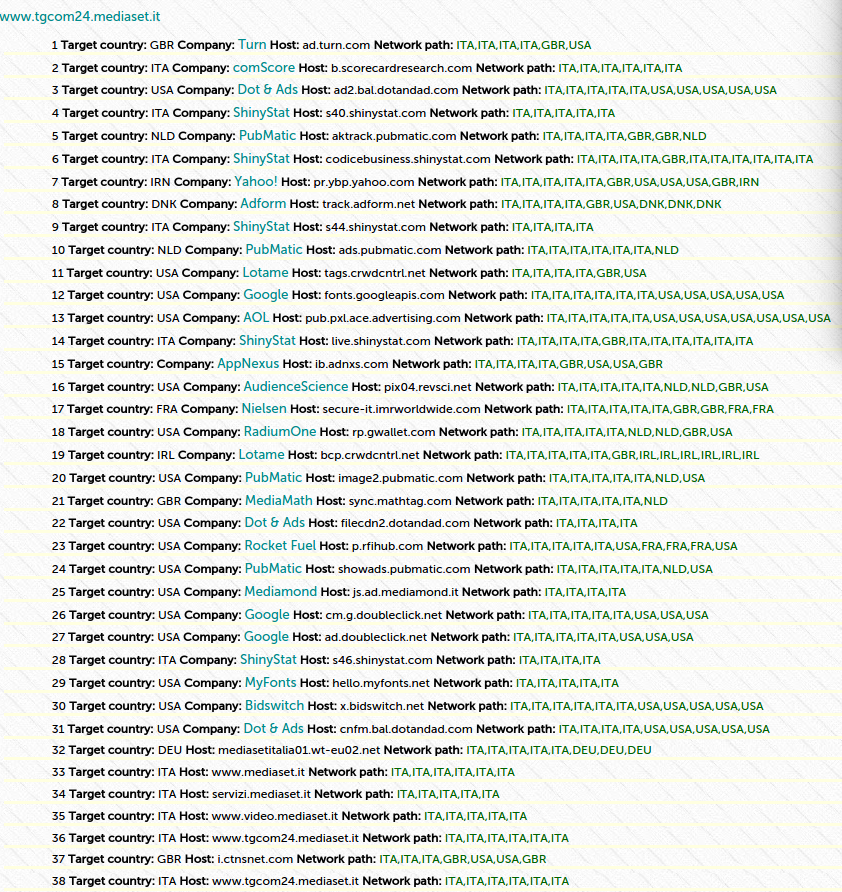 www.tgcom24.mediaset.it
1 Target country: GBR Company: Turn Host: ad.turn.com Network path: ITA,ITA,ITA,ITA,GBR,USA
2 Target country: ITA Company: comScore Host: b.scorecardresearch.com Network path: ITA,ITA,ITA,ITA,ITA,ITA
3 Target country: USA Company: Dot & Ads Host: ad2.bal.dotandad.com Network path: ITA,ITA,ITA,ITA,ITA,USA,USA,USA,USA,USA
4 Target country: ITA Company: ShinyStat Host: s40.shinystat.com Network path: ITA,ITA,ITA,ITA,ITA
5 Target country: NLD Company: PubMatic Host: aktrack.pubmatic.com Network path: ITA,ITA,ITA,ITA,GBR,GBR,NLD
6 Target country: ITA Company: ShinyStat Host: codicebusiness.shinystat.com Network path: ITA,ITA,ITA,ITA,GBR,ITA,ITA,ITA,ITA,ITA,ITA
7 Target country: IRN Company: Yahoo! Host: pr.ybp.yahoo.com Network path: ITA,ITA,ITA,ITA,ITA,GBR,USA,USA,USA,GBR,IRN
8 Target country: DNK Company: Adform Host: track.adform.net Network path: ITA,ITA,ITA,ITA,GBR,USA,DNK,DNK,DNK
9 Target country: ITA Company: ShinyStat Host: s44.shinystat.com Network path: ITA,ITA,ITA,ITA
10 Target country: NLD Company: PubMatic Host: ads.pubmatic.com Network path: ITA,ITA,ITA,ITA,ITA,ITA,NLD
11 Target country: USA Company: Lotame Host: tags.crwdcntrl.net Network path: ITA,ITA,ITA,ITA,GBR,USA
12 Target country: USA Company: Google Host: fonts.googleapis.com Network path: ITA,ITA,ITA,ITA,ITA,ITA,USA,USA,USA,USA,USA
13 Target country: USA Company: AOL Host: pub.pxl.ace.advertising.com Network path: ITA,ITA,ITA,ITA,ITA,USA,USA,USA,USA,USA,USA,USA
14 Target country: ITA Company: ShinyStat Host: live.shinystat.com Network path: ITA,ITA,ITA,ITA,GBR,ITA,ITA,ITA,ITA,ITA,ITA
15 Target country: Company: AppNexus Host: ib.adnxs.com Network path: ITA,ITA,ITA,ITA,GBR,USA,USA,GBR
16 Target country: USA Company: AudienceScience Host: pix04.revsci.net Network path: ITA,ITA,ITA,ITA,ITA,NLD,NLD,GBR,USA
17 Target country: FRA Company: Nielsen Host: secure-it.imrworldwide.com Network path: ITA,ITA,ITA,ITA,ITA,GBR,GBR,FRA,FRA
18 Target country: USA Company: RadiumOne Host: rp.gwallet.com Network path: ITA,ITA,ITA,ITA,ITA,NLD,NLD,GBR,USA
19 Target country: IRL Company: Lotame Host: bcp.crwdcntrl.net Network path: ITA,ITA,ITA,ITA,ITA,GBR,IRL,IRL,IRL,IRL,IRL,IRL
20 Target country: USA Company: PubMatic Host: image2.pubmatic.com Network path: ITA,ITA,ITA,ITA,ITA,NLD,USA
21 Target country: GBR Company: MediaMath Host: sync.mathtag.com Network path: ITA,ITA,ITA,ITA,ITA,NLD
22 Target country: USA Company: Dot & Ads Host: filecdn2.dotandad.com Network path: ITA,ITA,ITA,ITA
23 Target country: USA Company: Rocket Fuel Host: p.rfihub.com Network path: ITA,ITA,ITA,ITA,ITA,USA,FRA,FRA,FRA,USA
24 Target country: USA Company: PubMatic Host: showads.pubmatic.com Network path: ITA,ITA,ITA,ITA,ITA,NLD,USA
25 Target country: USA Company: Mediamond Host: js.ad.mediamond.it Network path: ITA,ITA,ITA,ITA
26 Target country: USA Company: Google Host: cm.g.doubleclick.net Network path: ITA,ITA,ITA,ITA,ITA,USA,USA,USA
27 Target country: USA Company: Google Host: ad.doubleclick.net Network path: ITA,ITA,ITA,ITA,ITA,USA,USA,USA
28 Target country: ITA Company: ShinyStat Host: s46.shinystat.com Network path: ITA,ITA,ITA,ITA
29 Target country: USA Company: MyFonts Host: hello.myfonts.net Network path: ITA,ITA,ITA,ITA,ITA
30 Target country: USA Company: Bidswitch Host: x.bidswitch.net Network path: ITA,ITA,ITA,ITA,ITA,ITA,USA,USA,USA,USA,USA
31 Target country: USA Company: Dot & Ads Host: cnfm.bal.dotandad.com Network path: ITA,ITA,ITA,ITA,USA,USA,USA,USA,USA
32 Target country: DEU Host: mediasetitalia01.wt-eu02.net Network path: ITA,ITA,ITA,ITA,ITA,DEU,DEU,DEU
33 Target country: ITA Host: www.mediaset.it Network path: ITA,ITA,ITA,ITA,ITA,ITA
34 Target country: ITA Host: servizi.mediaset.it Network path: ITA,ITA,ITA,ITA,ITA
35 Target country: ITA Host: www.video.mediaset.it Network path: ITA,ITA,ITA,ITA,ITA
36 Target country: ITA Host: www.tgcom24.mediaset.it Network path: ITA,ITA,ITA,ITA,ITA,ITA
37 Target country: GBR Host: i.ctnsnet.com Network path: ITA,ITA,ITA,GBR,USA,USA,GBR
38 Target country: ITA Host: www.tgcom24.mediaset.it Network path: ITA,ITA,ITA,ITA,ITA,ITA